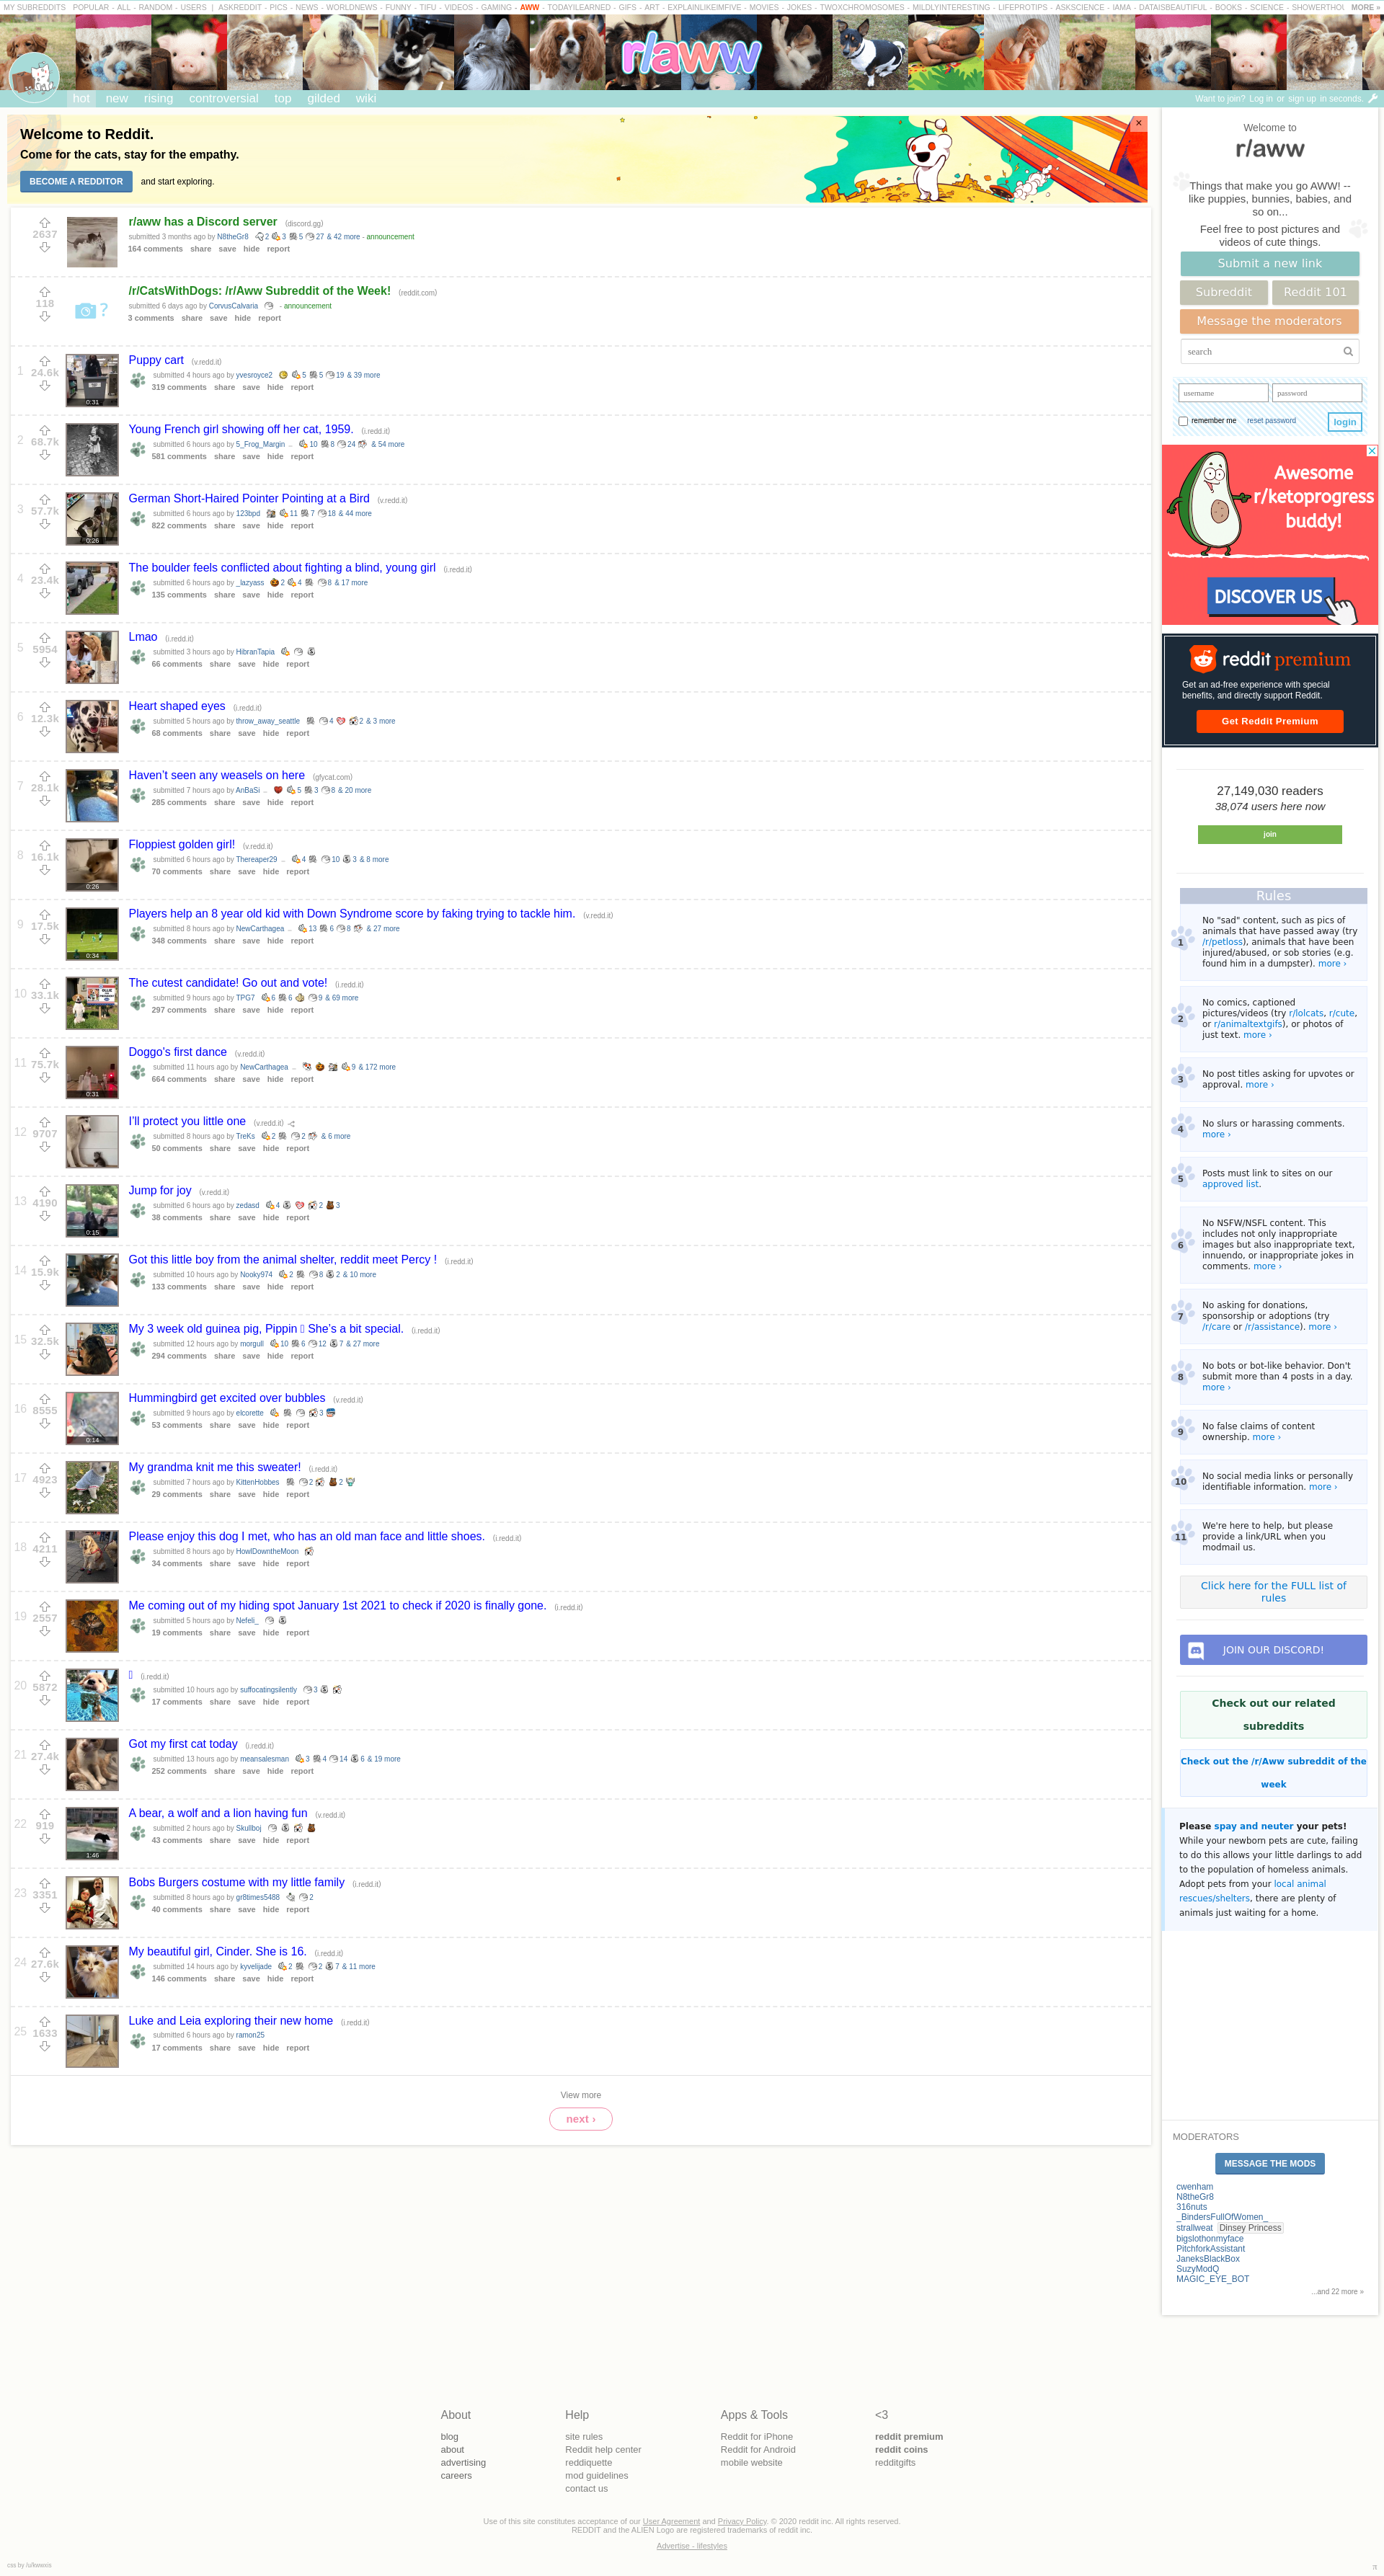 MY SUBREDDITS POPULAR - ALL - RANDOM - USERS | ASKREDDIT - PICS - NEWS - WORLDNEWS - FUNNY - TIFU - VIDEOS - GAMING - AWW - TODAYILEARNED - GIFS - ART - EXPLAINLIKEIMFIVE - MOVIES - JOKES - TWOXCHROMOSOMES - MILDLYINTERESTING - LIFEPROTIPS - ASKSCIENCE - IAMA - DATAISBEAUTIFUL - BOOKS - SCIENCE - SHOWERTHOU MORE »
r/aww
hot new rising controversial top gilded wiki
Want to join? Log in or sign up in seconds.
Welcome to Reddit.
Come for the cats, stay for the empathy.
BECOME A REDDITOR and start exploring.
×
2637
r/aww has a Discord server (discord.gg)
submitted 3 months ago by N8theGr8 2 3 5 27 & 42 more - announcement
164 comments share save hide report
118
/r/CatsWithDogs: /r/Aww Subreddit of the Week! (reddit.com)
submitted 6 days ago by CorvusCalvaria - announcement
3 comments share save hide report
1 24.6k
0:31
Puppy cart (v.redd.it)
submitted 4 hours ago by yvesroyce2 5 5 19 & 39 more
319 comments share save hide report
2 68.7k
Young French girl showing off her cat, 1959. (i.redd.it)
submitted 6 hours ago by 5_Frog_Margin 10 8 24 & 54 more
581 comments share save hide report
3 57.7k
0:26
German Short-Haired Pointer Pointing at a Bird (v.redd.it)
submitted 6 hours ago by 123bpd 11 7 18 & 44 more
822 comments share save hide report
4 23.4k
The boulder feels conflicted about fighting a blind, young girl (i.redd.it)
submitted 6 hours ago by _lazyass 2 4 8 & 17 more
135 comments share save hide report
5 5954
Lmao (i.redd.it)
submitted 3 hours ago by HibranTapia
66 comments share save hide report
6 12.3k
Heart shaped eyes (i.redd.it)
submitted 5 hours ago by throw_away_seattle 4 2 & 3 more
68 comments share save hide report
7 28.1k
Haven't seen any weasels on here (gfycat.com)
submitted 7 hours ago by AnBaSi 5 3 8 & 20 more
285 comments share save hide report
8 16.1k
0:26
Floppiest golden girl! (v.redd.it)
submitted 6 hours ago by Thereaper29 4 10 3 & 8 more
70 comments share save hide report
9 17.5k
0:34
Players help an 8 year old kid with Down Syndrome score by faking trying to tackle him. (v.redd.it)
submitted 8 hours ago by NewCarthagea 13 6 8 & 27 more
348 comments share save hide report
10 33.1k
The cutest candidate! Go out and vote! (i.redd.it)
submitted 9 hours ago by TPG7 6 6 9 & 69 more
297 comments share save hide report
11 75.7k
0:31
Doggo's first dance (v.redd.it)
submitted 11 hours ago by NewCarthagea 9 & 172 more
664 comments share save hide report
12 9707
I'll protect you little one (v.redd.it)
submitted 8 hours ago by TreKs 2 2 & 6 more
50 comments share save hide report
13 4190
0:15
Jump for joy (v.redd.it)
submitted 6 hours ago by zedasd 4 2 3
38 comments share save hide report
14 15.9k
Got this little boy from the animal shelter, reddit meet Percy ! (i.redd.it)
submitted 10 hours ago by Nooky974 2 8 2 & 10 more
133 comments share save hide report
15 32.5k
My 3 week old guinea pig, Pippin She's a bit special. (i.redd.it)
submitted 12 hours ago by morgull 10 6 12 7 & 27 more
294 comments share save hide report
16 8555
0:14
Hummingbird get excited over bubbles (v.redd.it)
submitted 9 hours ago by elcorette 3
53 comments share save hide report
17 4923
My grandma knit me this sweater! (i.redd.it)
submitted 7 hours ago by KittenHobbes 2 2
29 comments share save hide report
18 4211
Please enjoy this dog I met, who has an old man face and little shoes. (i.redd.it)
submitted 8 hours ago by HowlDowntheMoon
34 comments share save hide report
19 2557
Me coming out of my hiding spot January 1st 2021 to check if 2020 is finally gone. (i.redd.it)
submitted 5 hours ago by Nefeli_
19 comments share save hide report
20 5872
(i.redd.it)
submitted 10 hours ago by suffocatingsilently 3
17 comments share save hide report
21 27.4k
Got my first cat today (i.redd.it)
submitted 13 hours ago by meansalesman 3 4 14 6 & 19 more
252 comments share save hide report
22 919
1:46
A bear, a wolf and a lion having fun (v.redd.it)
submitted 2 hours ago by Skullboj
43 comments share save hide report
23 3351
Bobs Burgers costume with my little family (i.redd.it)
submitted 8 hours ago by gr8times5488 2
40 comments share save hide report
24 27.6k
My beautiful girl, Cinder. She is 16. (i.redd.it)
submitted 14 hours ago by kyvelijade 2 2 7 & 11 more
146 comments share save hide report
25 1633
Luke and Leia exploring their new home (i.redd.it)
submitted 6 hours ago by ramon25
17 comments share save hide report
View more
next ›
Welcome to
r/aww
Things that make you go AWW! --
like puppies, bunnies, babies, and
so on...
Feel free to post pictures and
videos of cute things.
Submit a new link
Subreddit Reddit 101
Message the moderators
search
username password
remember me reset password login
Awesome
r/ketoprogress
buddy!
DISCOVER US
reddit premium
Get an ad-free experience with special
benefits, and directly support Reddit.
Get Reddit Premium
27,149,030 readers
38,074 users here now
join
Rules
1 No "sad" content, such as pics of
animals that have passed away (try
/r/petloss), animals that have been
injured/abused, or sob stories (e.g.
found him in a dumpster). more ›
2 No comics, captioned
pictures/videos (try r/lolcats, r/cute,
or r/animaltextgifs), or photos of
just text. more ›
3 No post titles asking for upvotes or
approval. more ›
4 No slurs or harassing comments.
more ›
5 Posts must link to sites on our
approved list.
6 No NSFW/NSFL content. This
includes not only inappropriate
images but also inappropriate text,
innuendo, or inappropriate jokes in
comments. more ›
7 No asking for donations,
sponsorship or adoptions (try
/r/care or /r/assistance). more ›
8 No bots or bot-like behavior. Don't
submit more than 4 posts in a day.
more ›
9 No false claims of content
ownership. more ›
10 No social media links or personally
identifiable information. more ›
11 We're here to help, but please
provide a link/URL when you
modmail us.
Click here for the FULL list of
rules
JOIN OUR DISCORD!
Check out our related
subreddits
Check out the /r/Aww subreddit of the
week
Please spay and neuter your pets!
While your newborn pets are cute, failing
to do this allows your little darlings to add
to the population of homeless animals.
Adopt pets from your local animal
rescues/shelters, there are plenty of
animals just waiting for a home.
MODERATORS
MESSAGE THE MODS
cwenham
N8theGr8
316nuts
_BindersFullOfWomen_
strallweat Dinsey Princess
bigslothonmyface
PitchforkAssistant
JaneksBlackBox
SuzyModQ
MAGIC_EYE_BOT
...and 22 more »
About
blog
about
advertising
careers
Help
site rules
Reddit help center
reddiquette
mod guidelines
contact us
Apps & Tools
Reddit for iPhone
Reddit for Android
mobile website
<3
reddit premium
reddit coins
redditgifts
Use of this site constitutes acceptance of our User Agreement and Privacy Policy. © 2020 reddit inc. All rights reserved.
REDDIT and the ALIEN Logo are registered trademarks of reddit inc.
Advertise - lifestyles
π